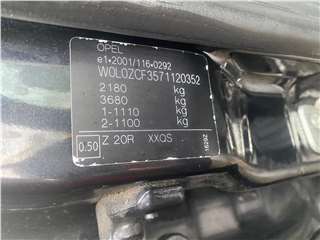 OPEL
e1*2001/116*0292
W0L0ZCF3571120352
2180 kg
3680 kg
1-1110 kg
2-1100 kg
0.50 Z 20R XXQS